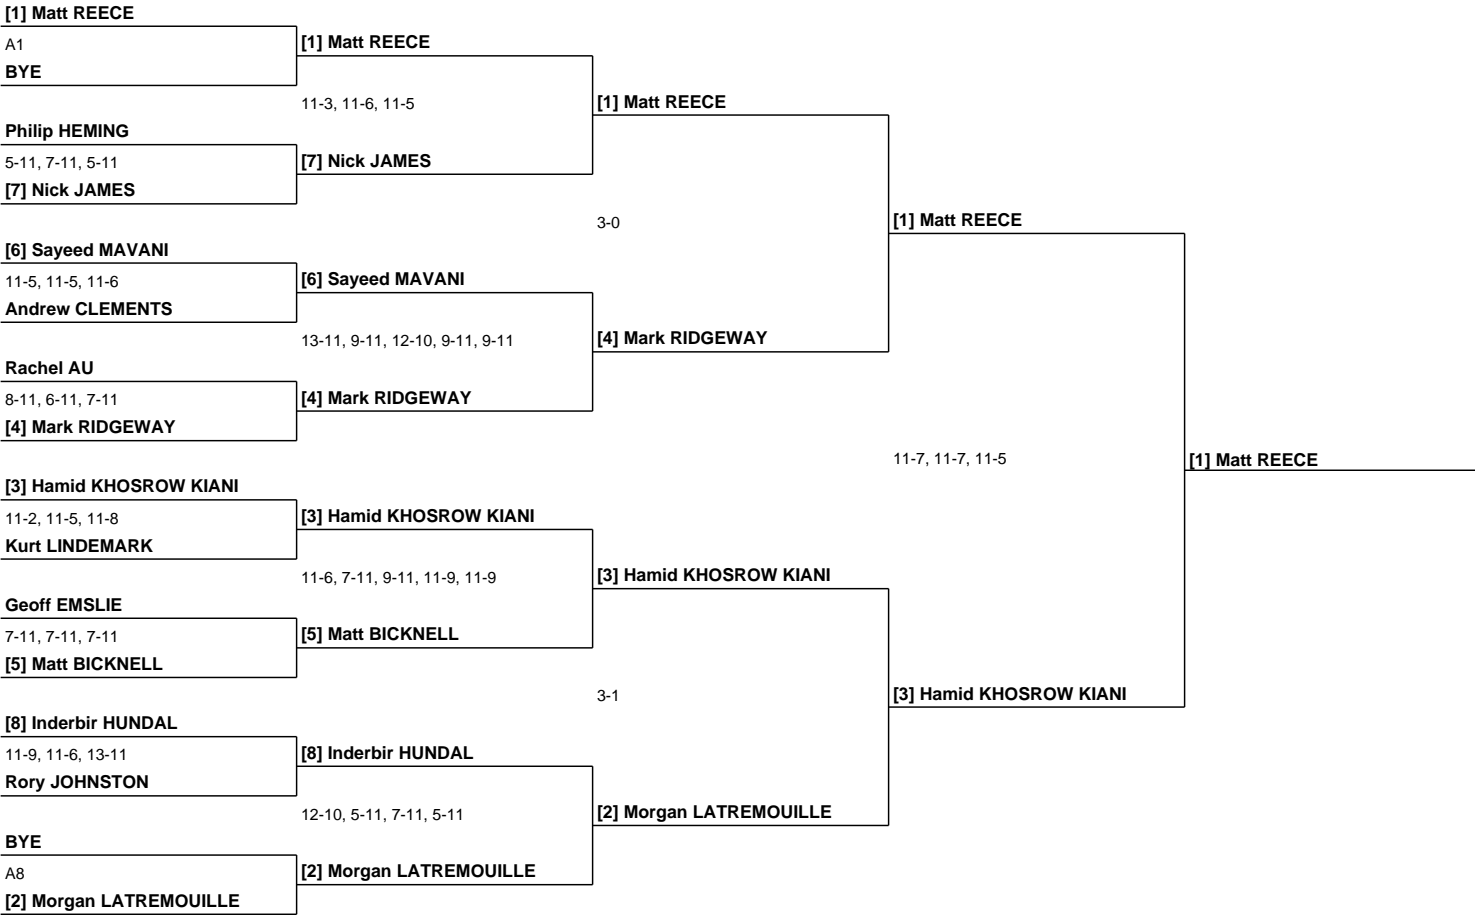 [1] Matt REECE
A1
BYE
Philip HEMING
5-11, 7-11, 5-11
[7] Nick JAMES
[6] Sayeed MAVANI
11-5, 11-5, 11-6
Andrew CLEMENTS
Rachel AU
8-11, 6-11, 7-11
[4] Mark RIDGEWAY
[3] Hamid KHOSROW KIANI
11-2, 11-5, 11-8
Kurt LINDEMARK
Geoff EMSLIE
7-11, 7-11, 7-11
[5] Matt BICKNELL
[8] Inderbir HUNDAL
11-9, 11-6, 13-11
Rory JOHNSTON
BYE
A8
[2] Morgan LATREMOUILLE
[1] Matt REECE
11-3, 11-6, 11-5
[7] Nick JAMES
[6] Sayeed MAVANI
13-11, 9-11, 12-10, 9-11, 9-11
[4] Mark RIDGEWAY
[3] Hamid KHOSROW KIANI
11-6, 7-11, 9-11, 11-9, 11-9
[5] Matt BICKNELL
[8] Inderbir HUNDAL
12-10, 5-11, 7-11, 5-11
[2] Morgan LATREMOUILLE
[1] Matt REECE
3-0
[4] Mark RIDGEWAY
[3] Hamid KHOSROW KIANI
3-1
[2] Morgan LATREMOUILLE
[1] Matt REECE
11-7, 11-7, 11-5
[3] Hamid KHOSROW KIANI
[1] Matt REECE